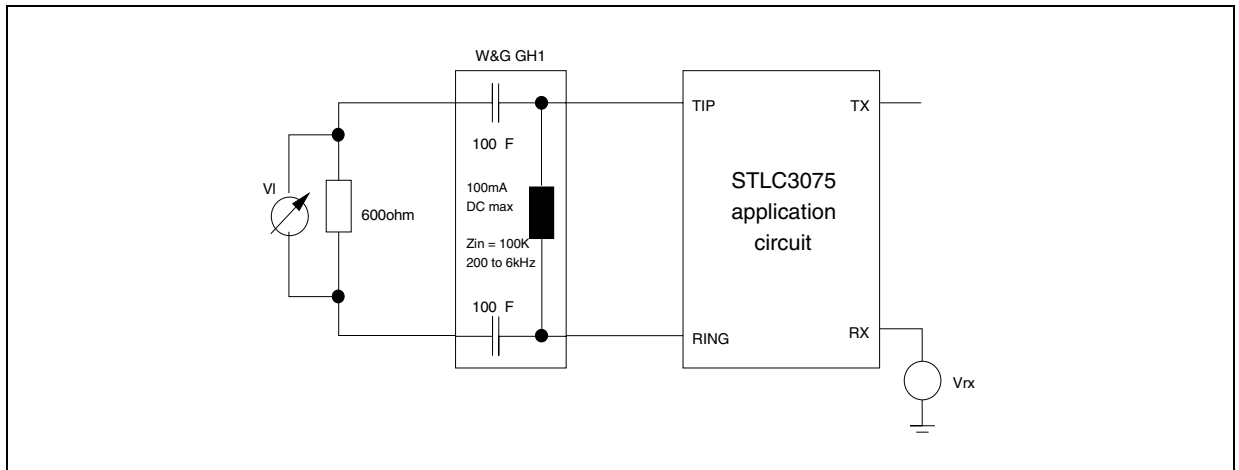 W&G GH1
100 F
TIP
TX
VI
600ohm
100mA
DC max
Zin = 100K
200 to 6kHz
STLC3075
application
circuit
100 F
RING
RX
Vrx